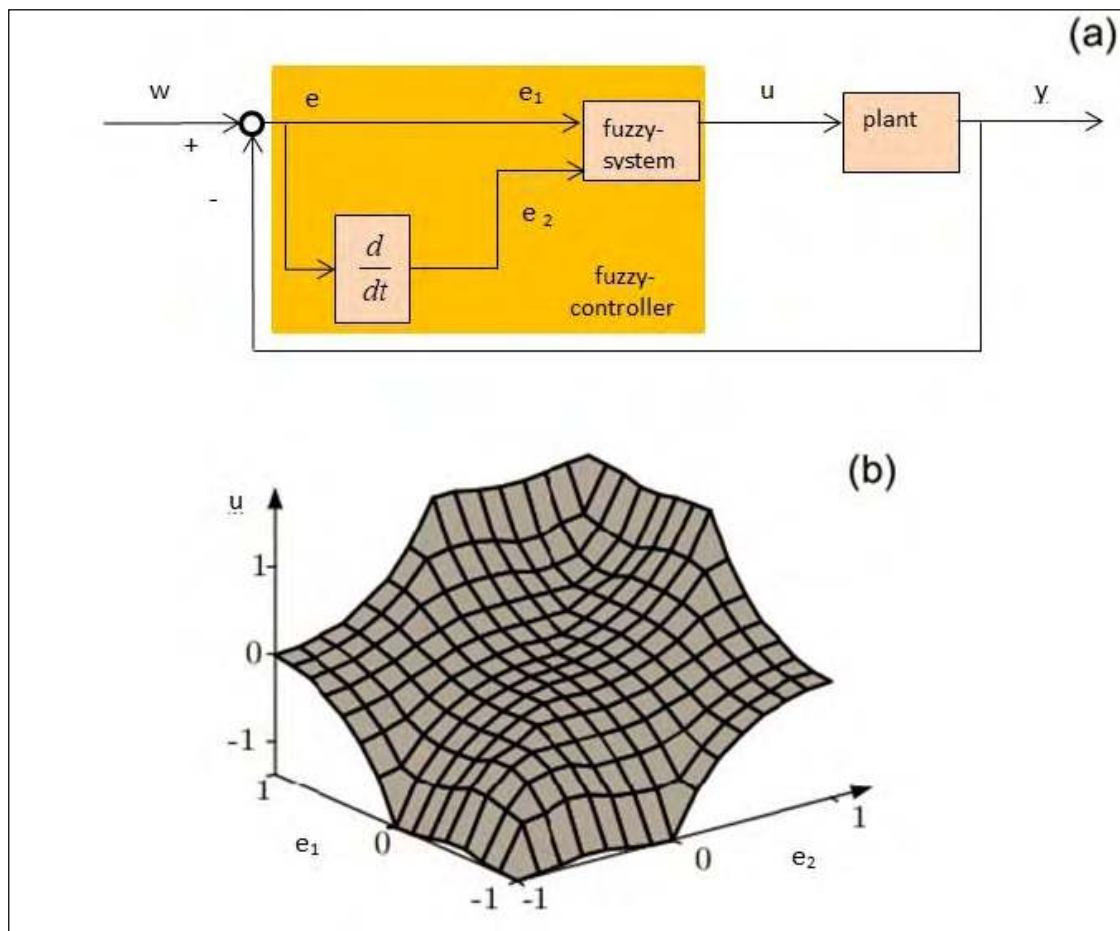 (a)
w
e
e₁
u
y
+
-
fuzzy-
system
plant
e ₂
d
dt
fuzzy-
controller
(b)
u
1
0
-1
1
e₁
0
-1
-1
0
e₂
1